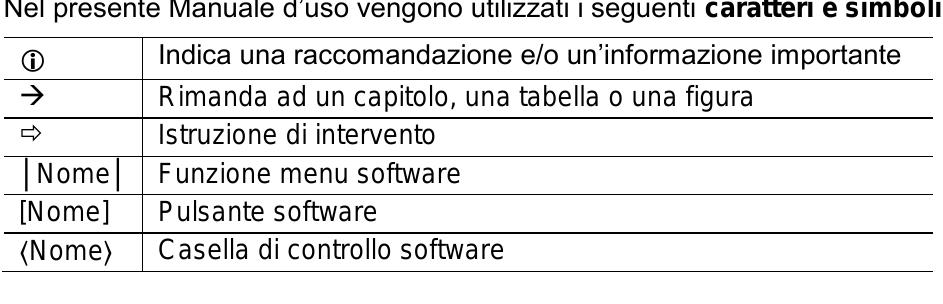 Nel presente Manuale d'uso vengono utilizzati i seguenti caratteri e simboli
🛈 Indica una raccomandazione e/o un'informazione importante
→ Rimanda ad un capitolo, una tabella o una figura
⇨ Istruzione di intervento
|Nome| Funzione menu software
[Nome] Pulsante software
⟨Nome⟩ Casella di controllo software